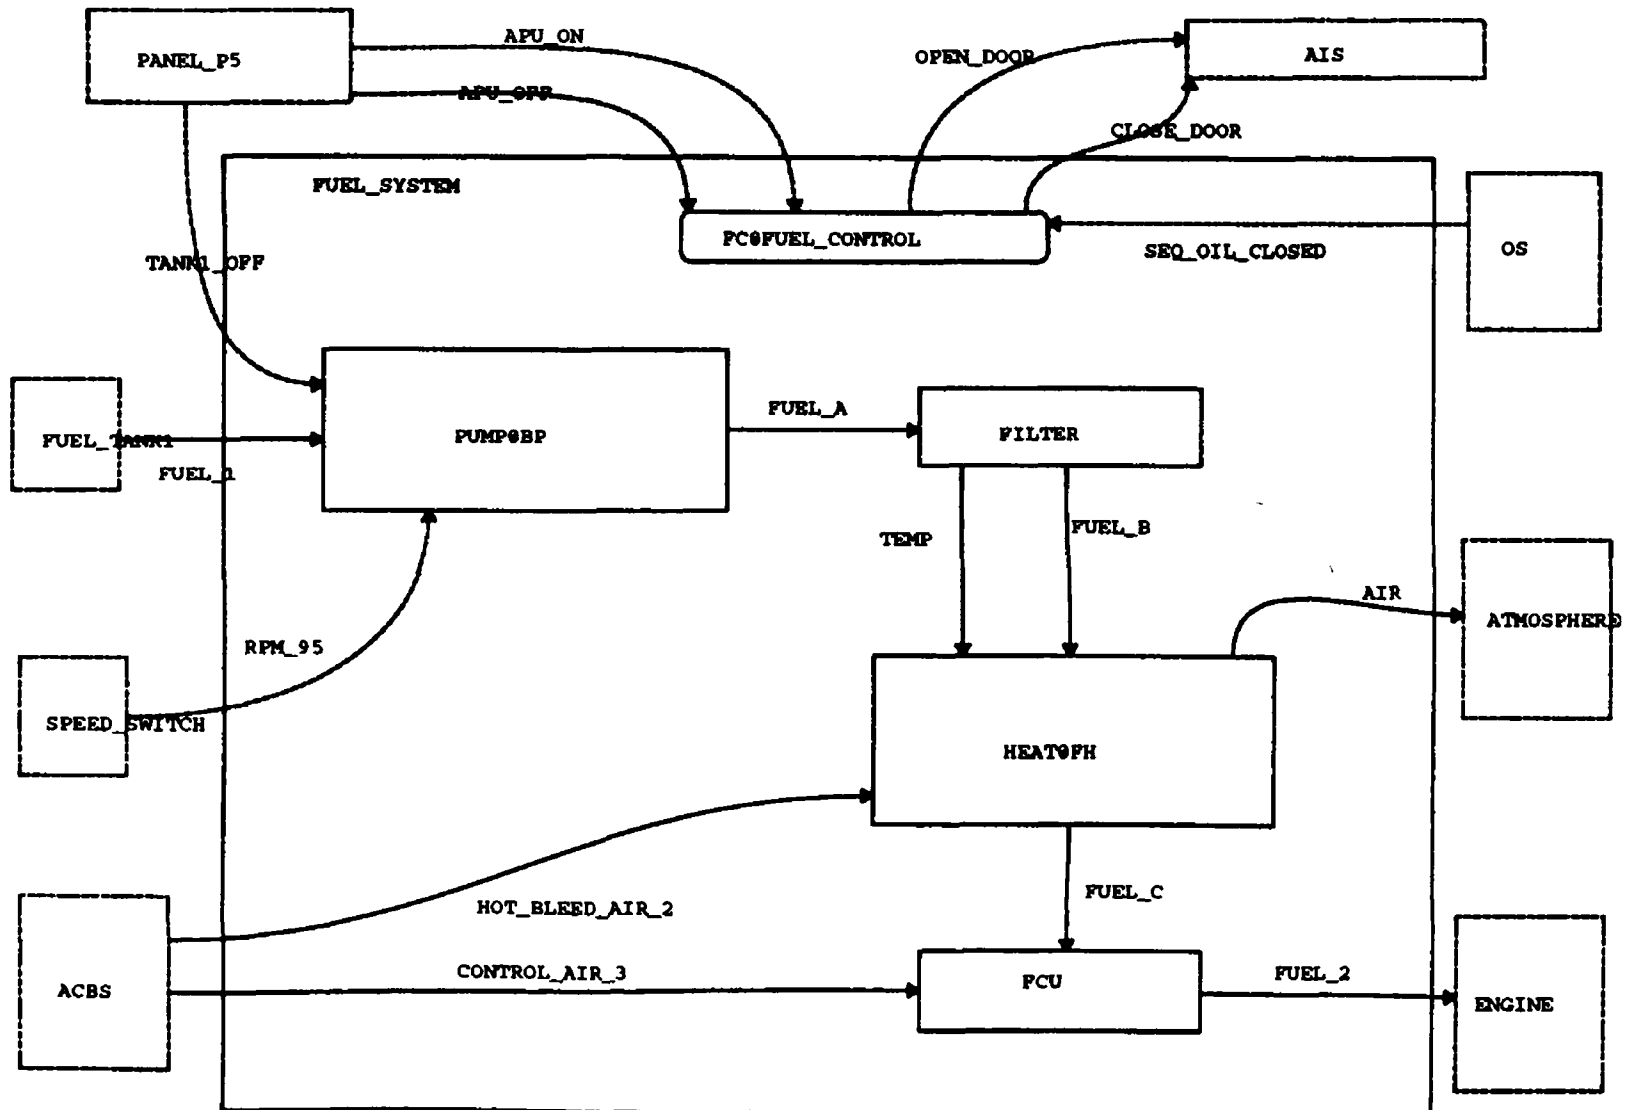 PANEL_P5
APU_ON
OPEN_DOOR
AIS
APU_OFF
CLOSE_DOOR
FUEL_SYSTEM
FC@FUEL_CONTROL
SEQ_OIL_CLOSED
OS
TANK1_OFF
FUEL_A
FUEL_TANK1
PUMP@BP
FILTER
FUEL_1
TEMP
FUEL_B
AIR
ATMOSPHERE
RPM_95
SPEED_SWITCH
HEAT@FH
HOT_BLEED_AIR_2
FUEL_C
CONTROL_AIR_3
FCU
FUEL_2
ACBS
ENGINE